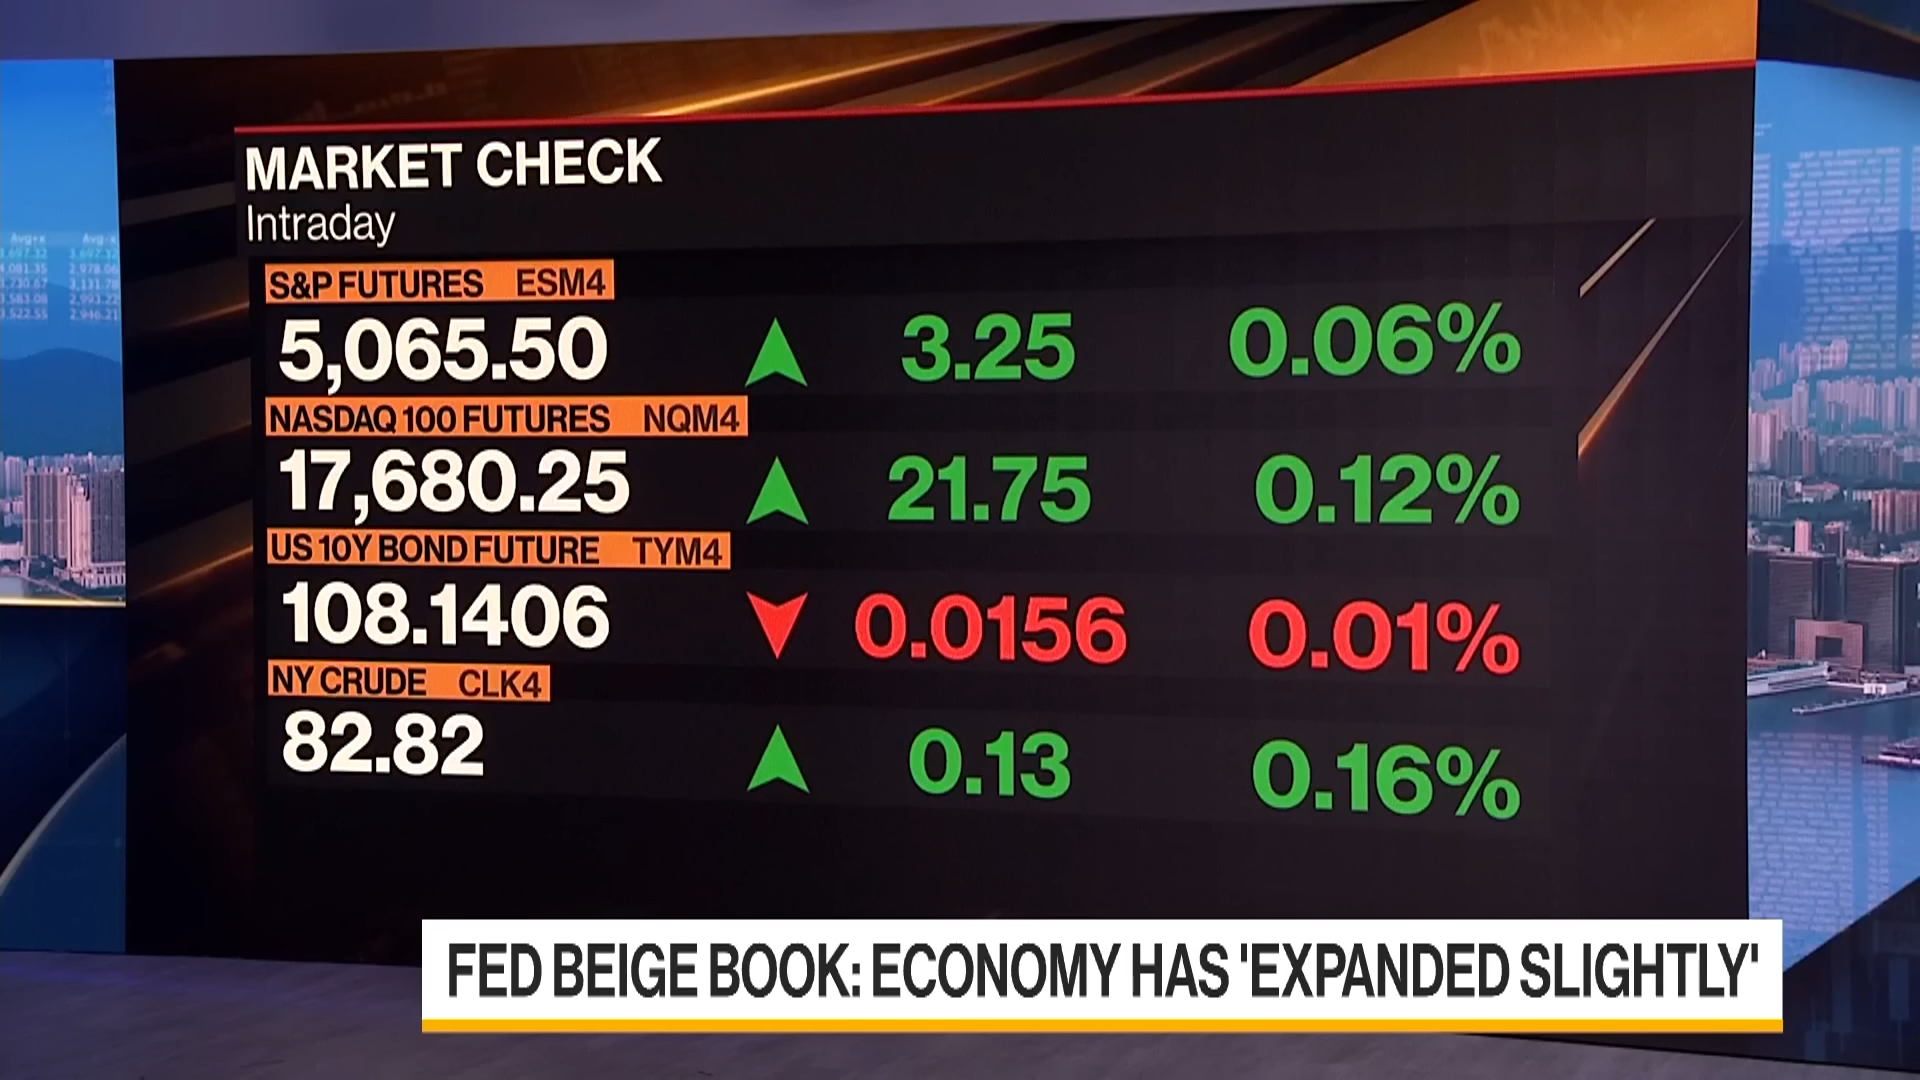 MARKET CHECK
Intraday
S&P FUTURES ESM4
5,065.50 3.25 0.06%
NASDAQ 100 FUTURES NQM4
17,680.25 21.75 0.12%
US 10Y BOND FUTURE TYM4
108.1406 0.0156 0.01%
NY CRUDE CLK4
82.82 0.13 0.16%
FED BEIGE BOOK: ECONOMY HAS 'EXPANDED SLIGHTLY'